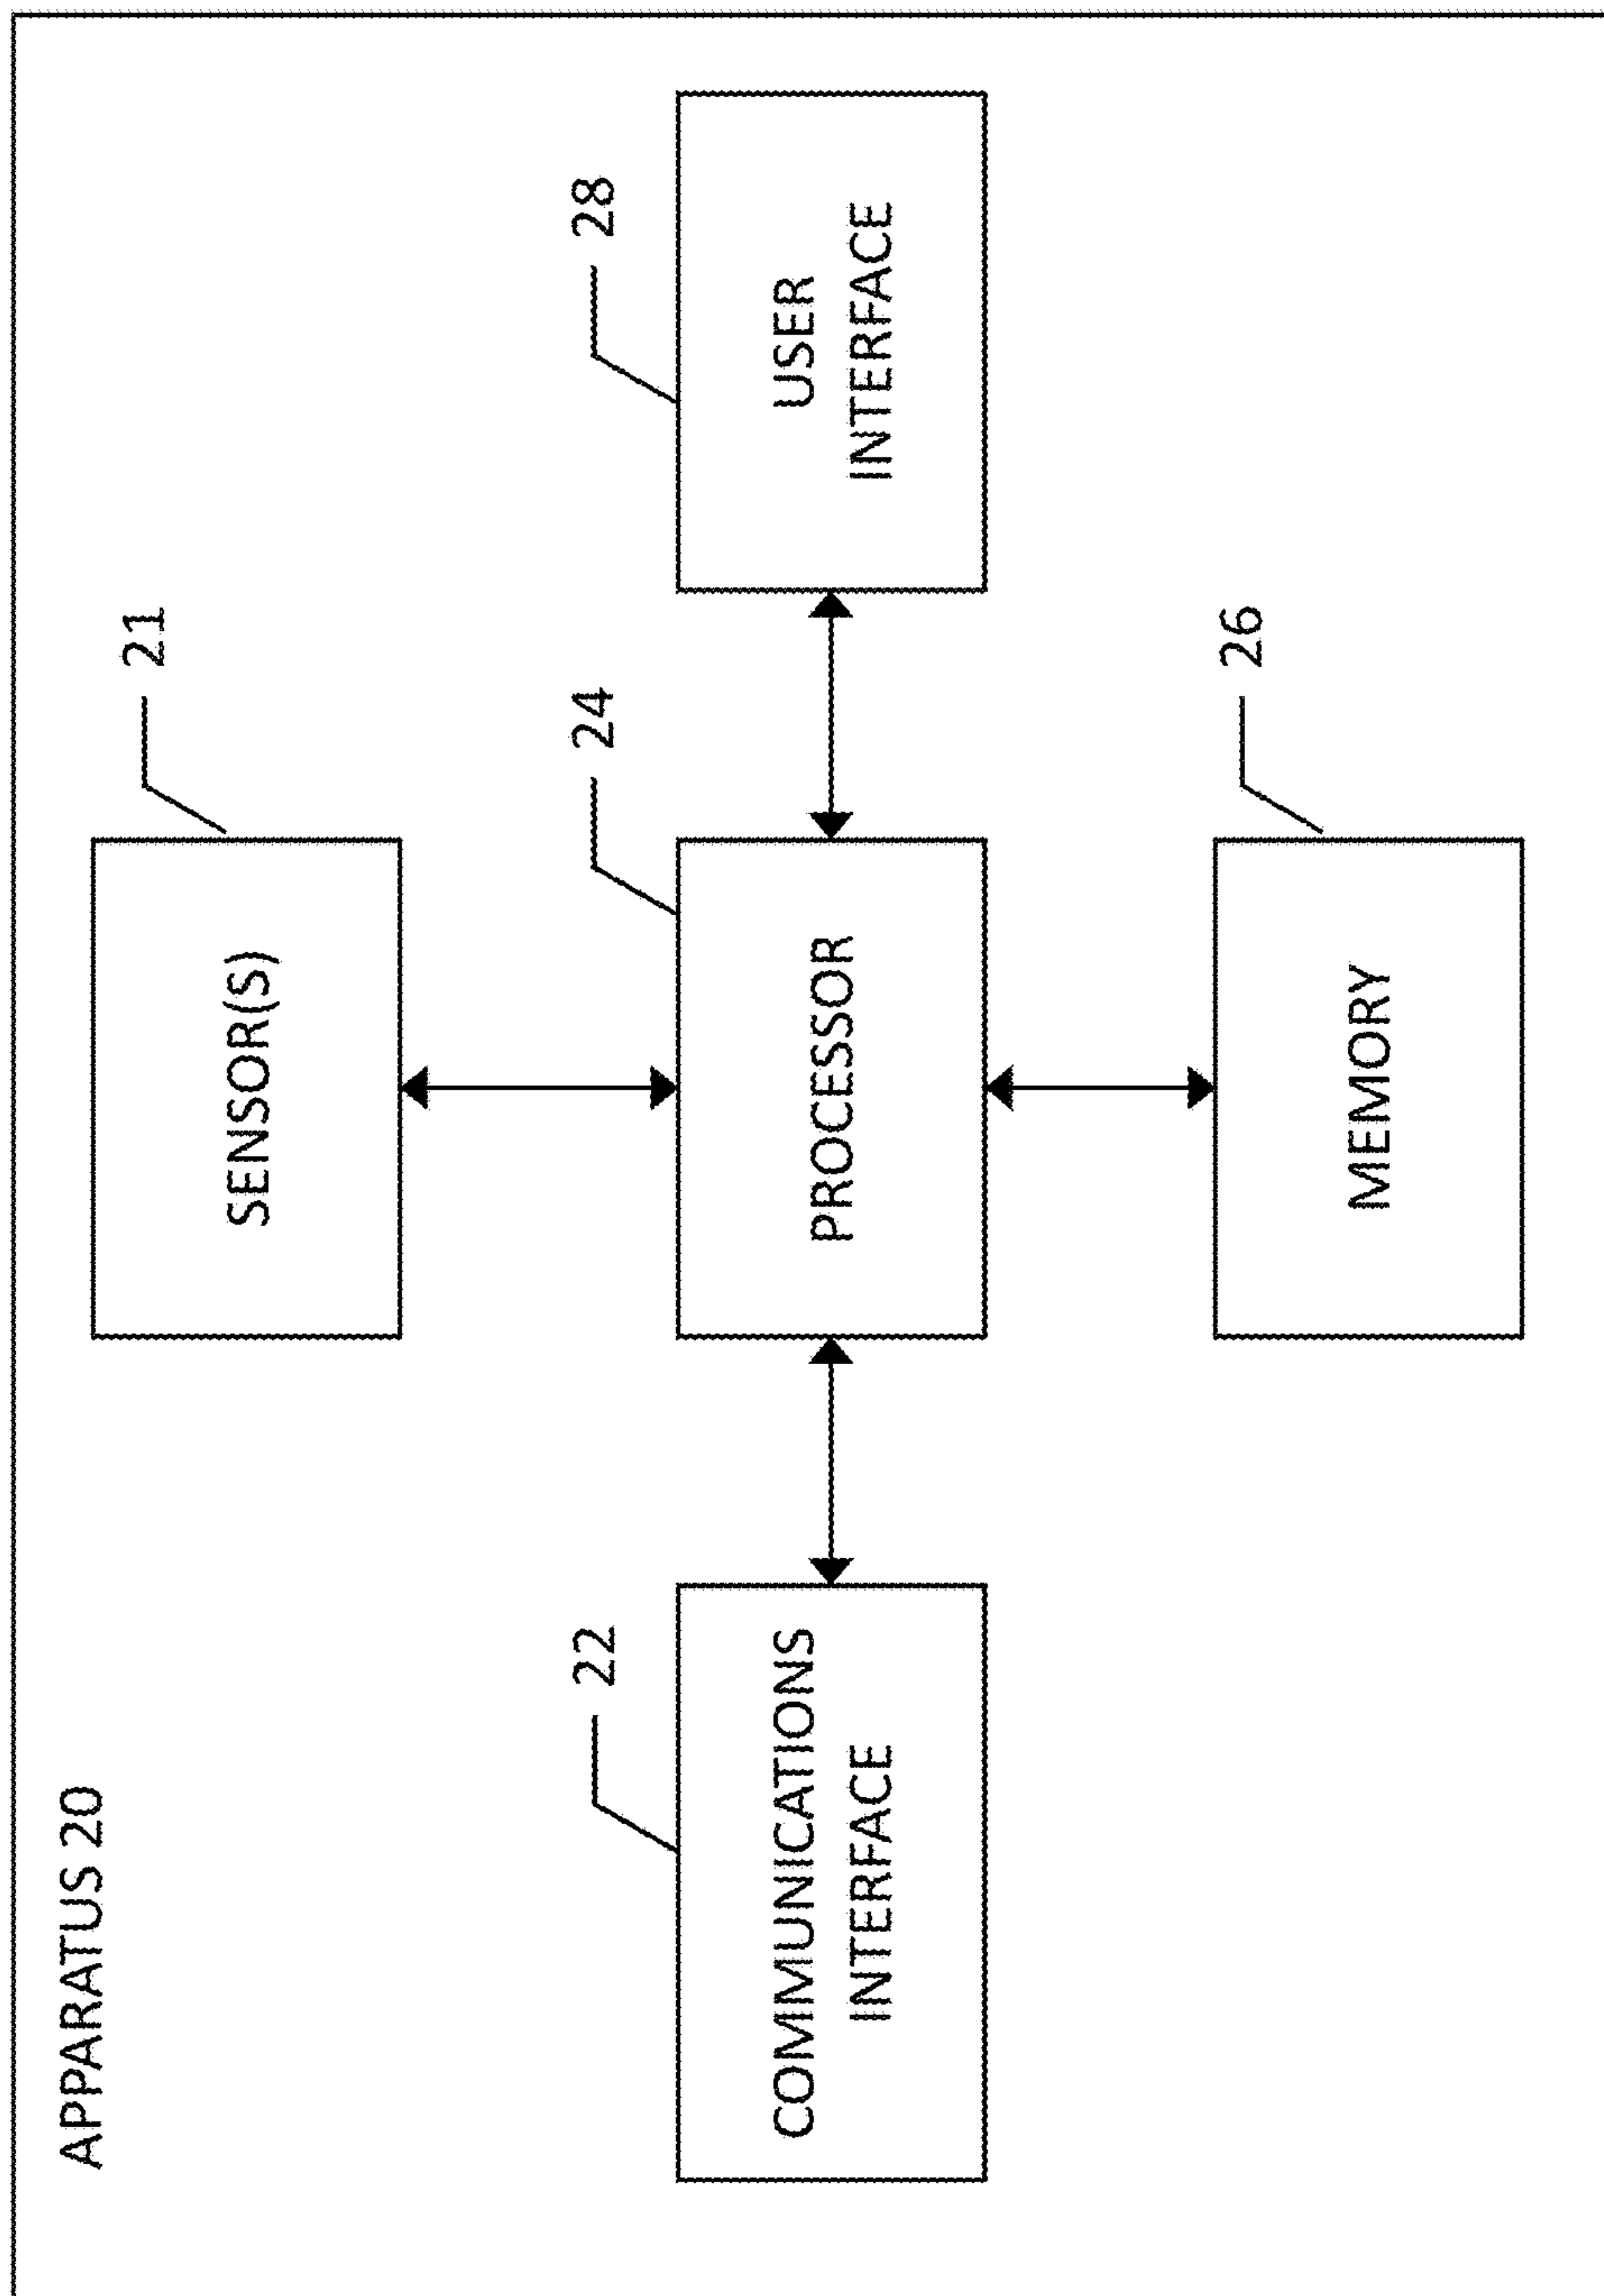 APPARATUS 20
21
SENSOR(S)
22
COMMUNICATIONS
INTERFACE
24
PROCESSOR
28
USER
INTERFACE
26
MEMORY